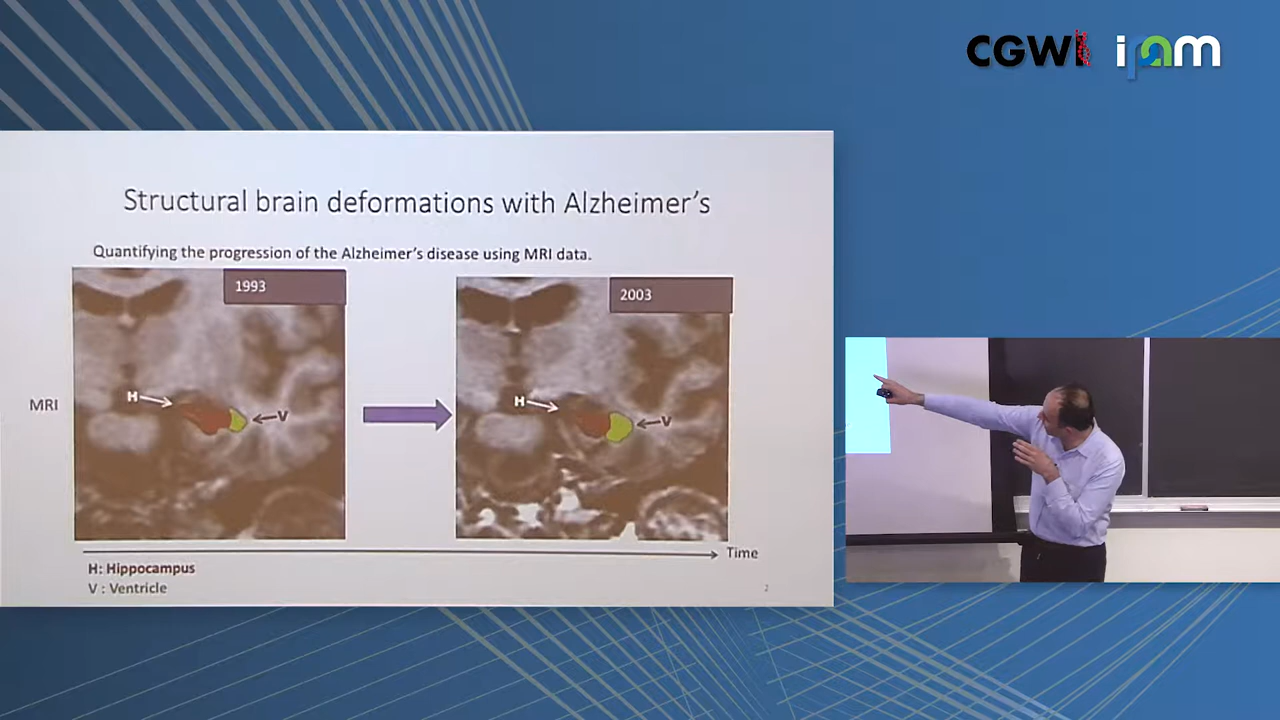 CGWI ipam
Structural brain deformations with Alzheimer's
Quantifying the progression of the Alzheimer's disease using MRI data.
1993
2003
H
V
H
V
MRI
Time
H: Hippocampus
V : Ventricle
2